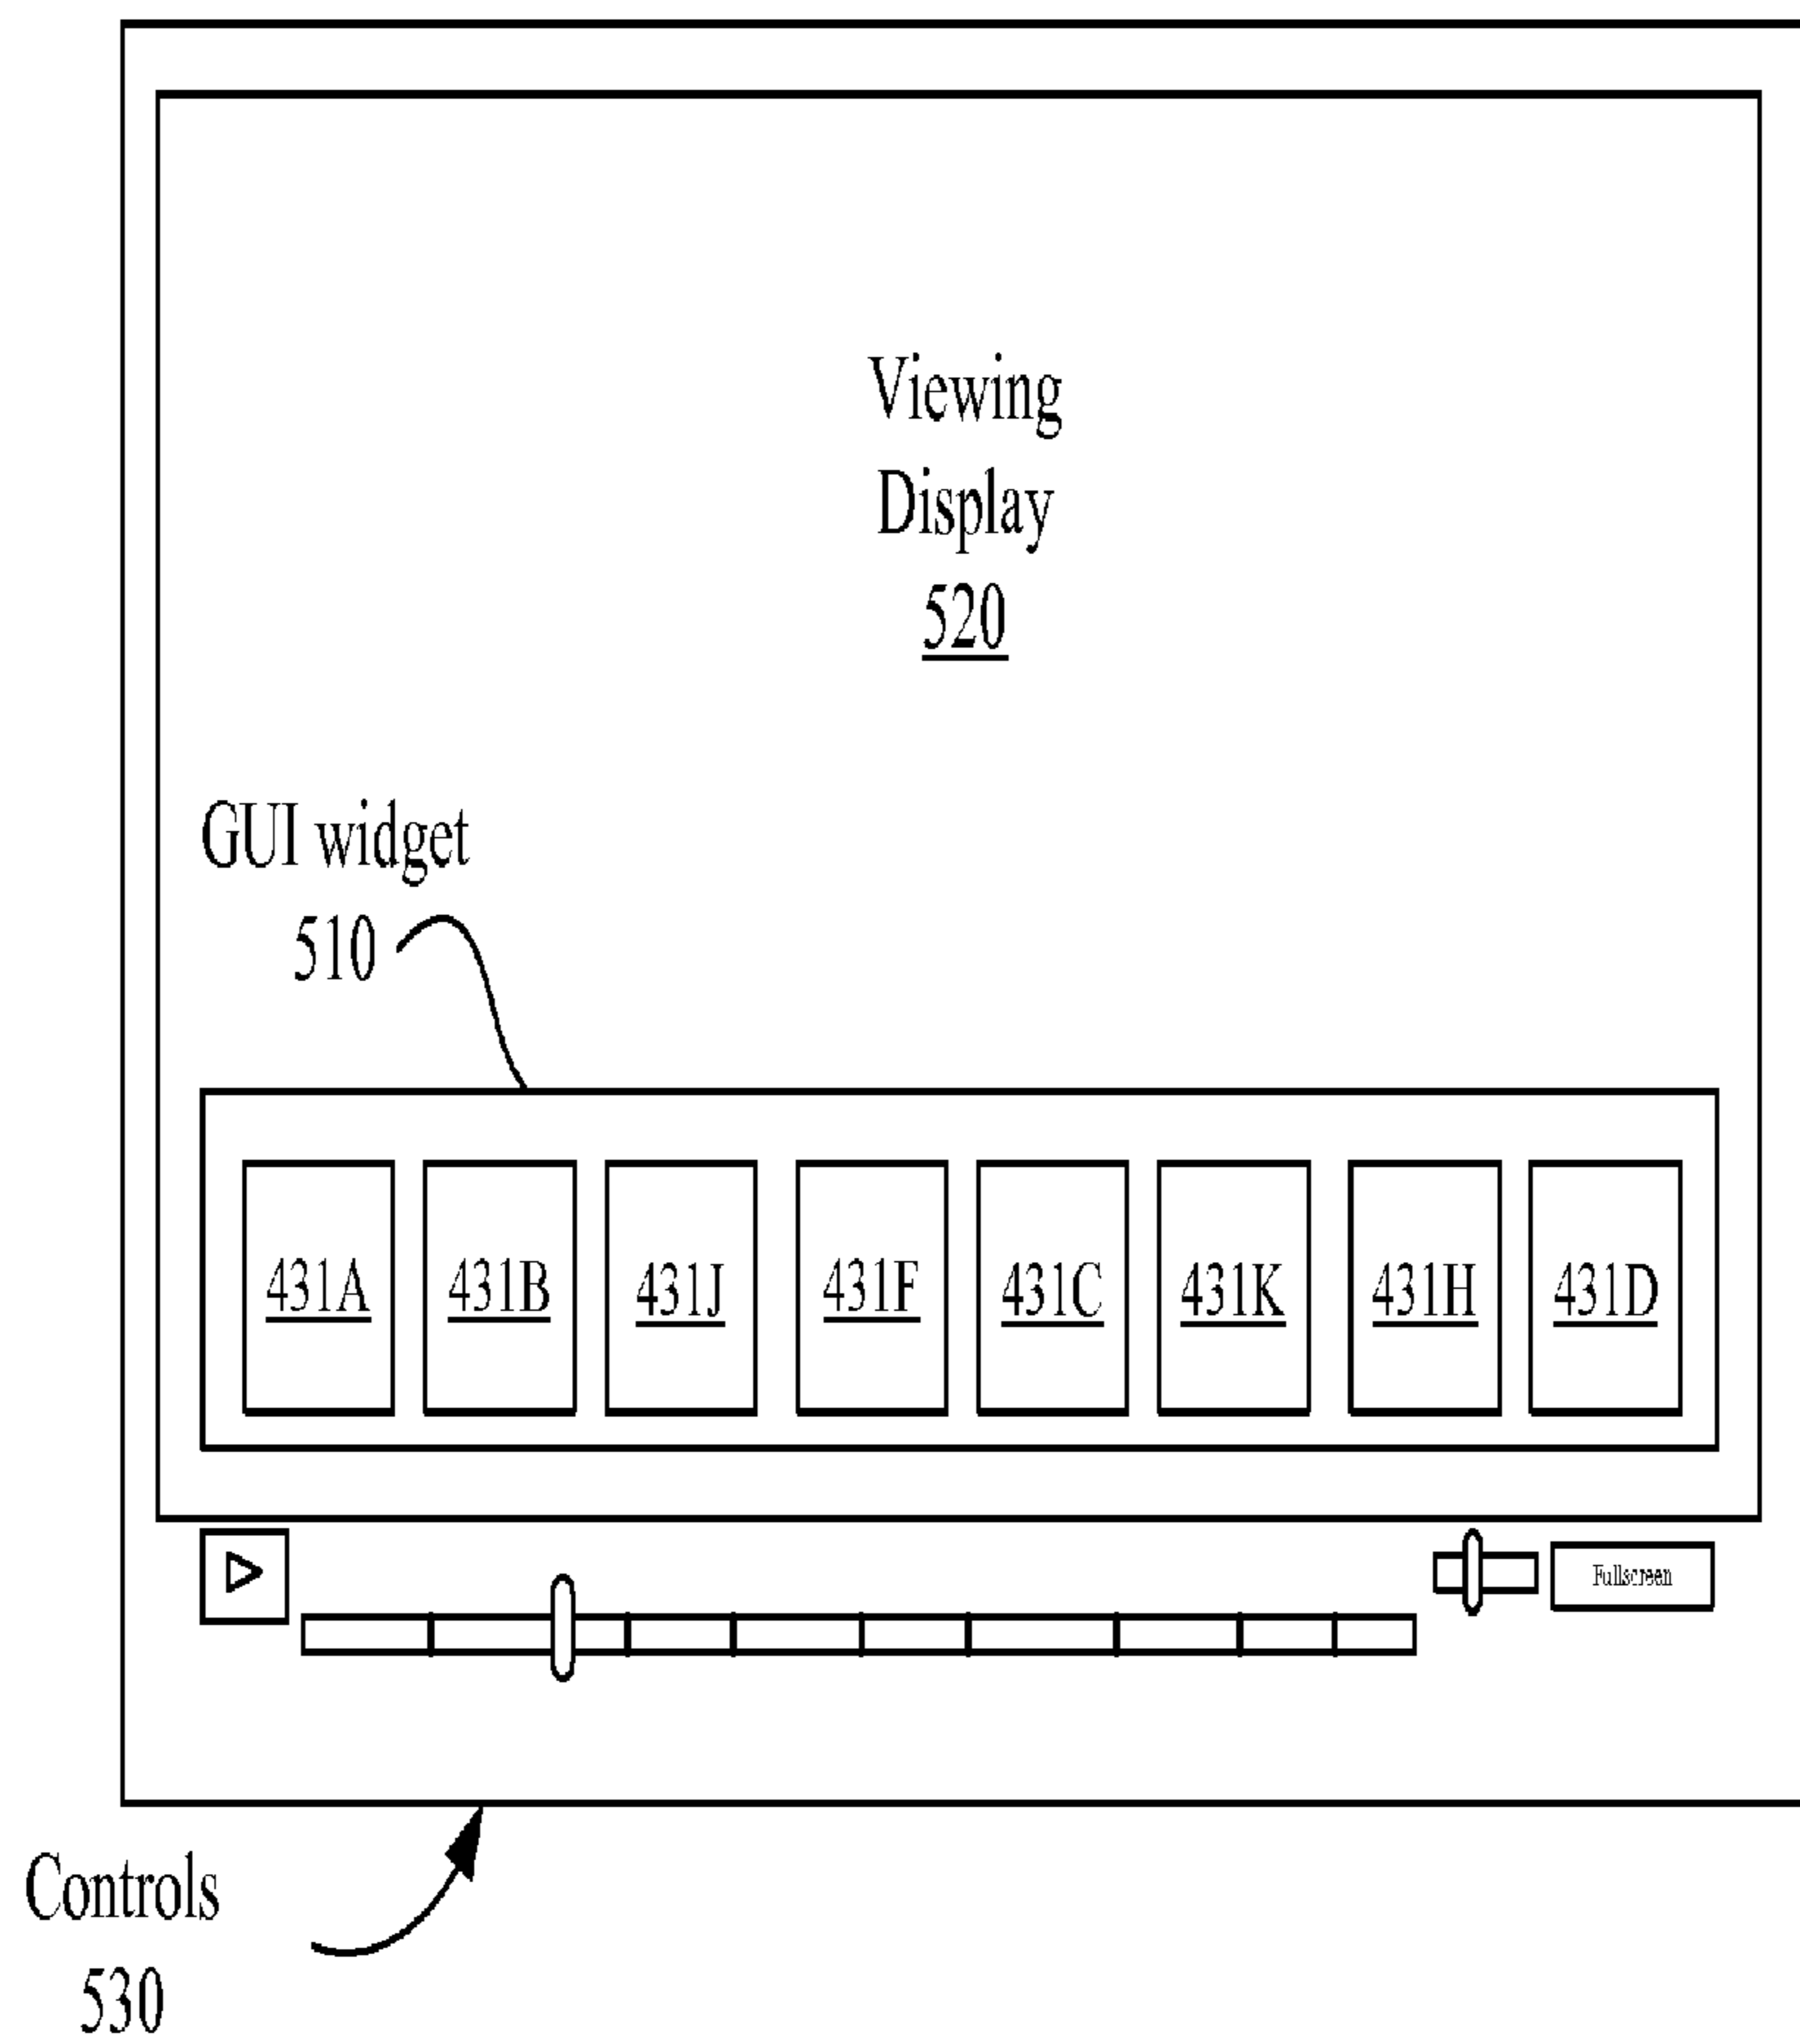 Viewing
Display
520
GUI widget
510
431A 431B 431J 431F 431C 431K 431H 431D
Fullscreen
Controls
530